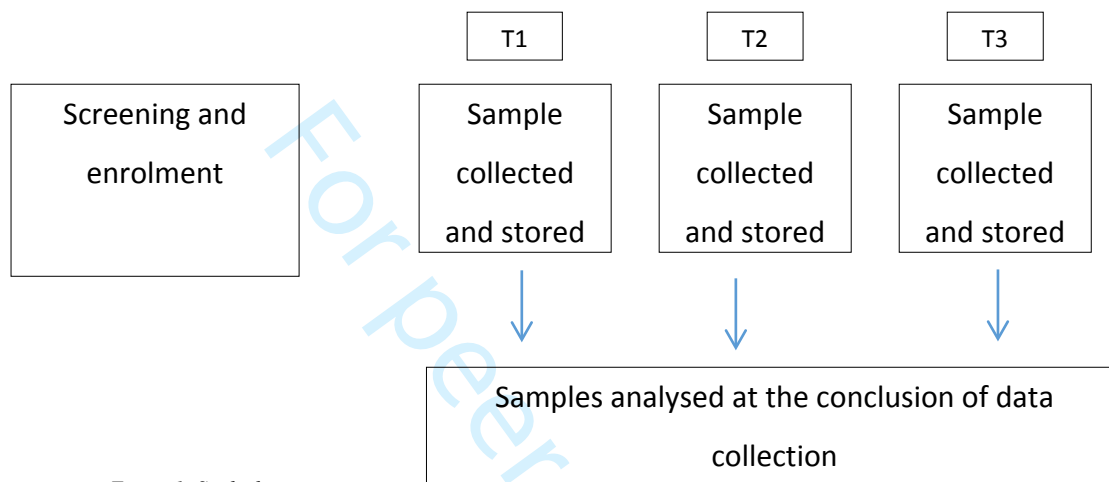 T1
T2
T3
Screening and
enrolment
Sample
collected
and stored
Sample
collected
and stored
Sample
collected
and stored
For peer
Samples analysed at the conclusion of data
collection